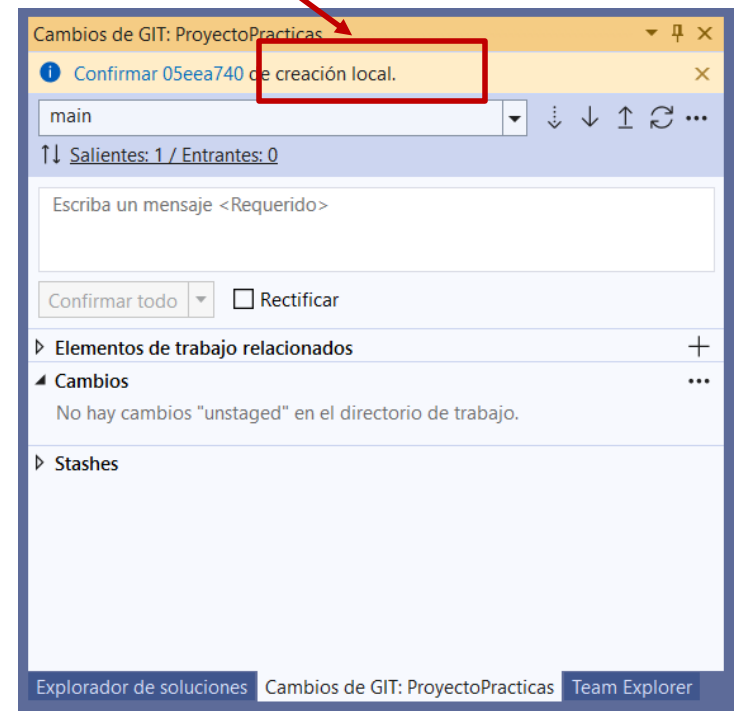 Cambios de GIT: ProyectoPracticas
Confirmar 05eea740 de creación local.
main
Salientes: 1 / Entrantes: 0
Escriba un mensaje <Requerido>
Confirmar todo
Rectificar
Elementos de trabajo relacionados
Cambios
No hay cambios "unstaged" en el directorio de trabajo.
Stashes
Explorador de soluciones Cambios de GIT: ProyectoPracticas Team Explorer